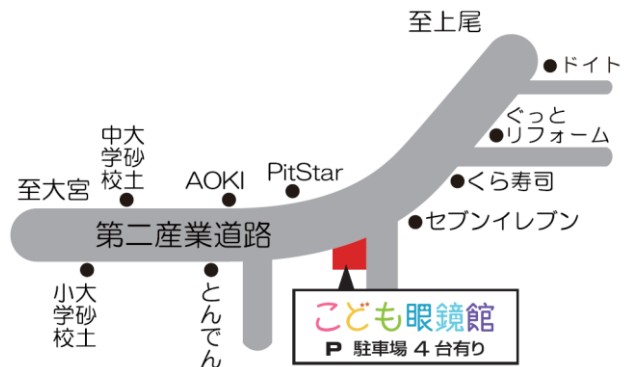 至上尾
ドイト
ぐっと
リフォーム
くら寿司
セブンイレブン
PitStar
AOKI
大砂土
中学校
至大宮
第二産業道路
大砂土
小学校
とんでん
こども眼鏡館
P 駐車場 4 台有り